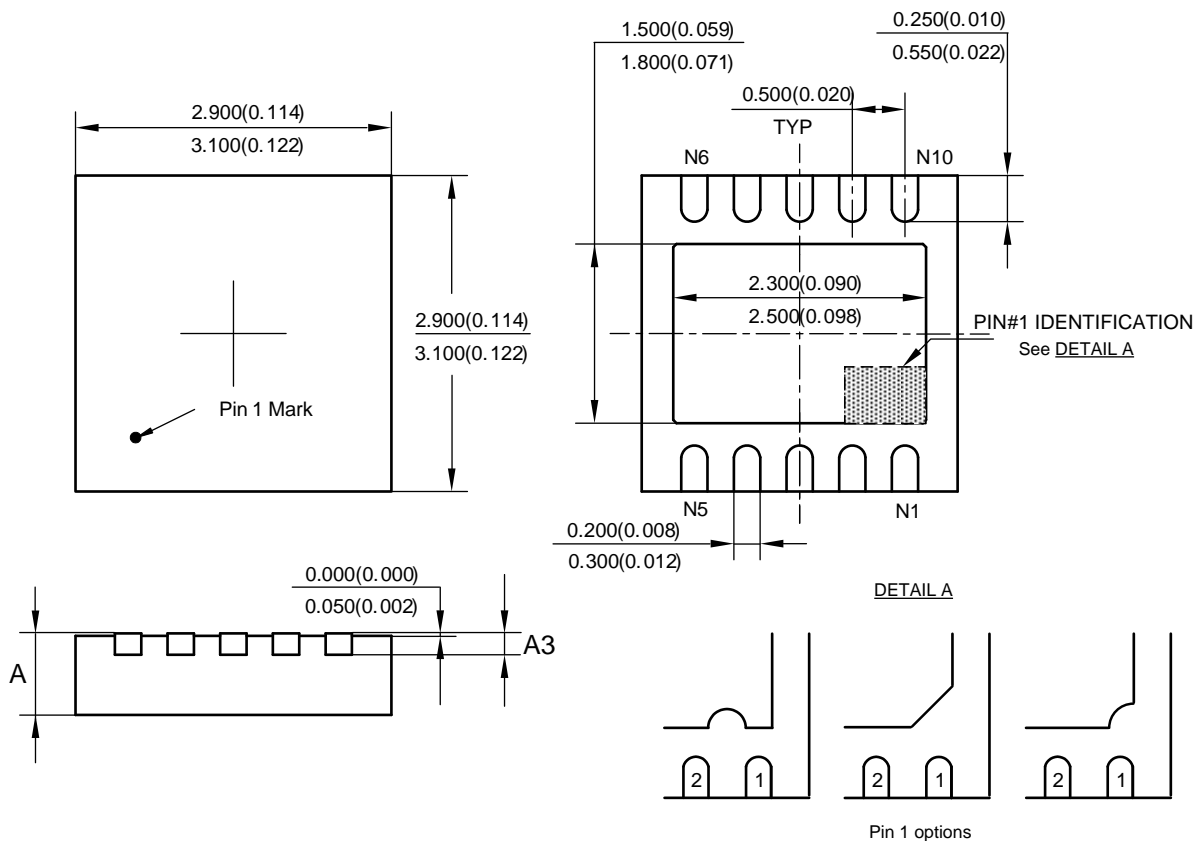 2.900(0.114)
3.100(0.122)
2.900(0.114)
3.100(0.122)
Pin 1 Mark
1.500(0.059)
1.800(0.071)
0.250(0.010)
0.550(0.022)
0.500(0.020)
TYP
N6
N10
2.300(0.090)
2.500(0.098)
PIN#1 IDENTIFICATION
See DETAIL A
N5
N1
0.200(0.008)
0.300(0.012)
0.000(0.000)
0.050(0.002)
A
A3
DETAIL A
2 1
2 1
2 1
Pin 1 options